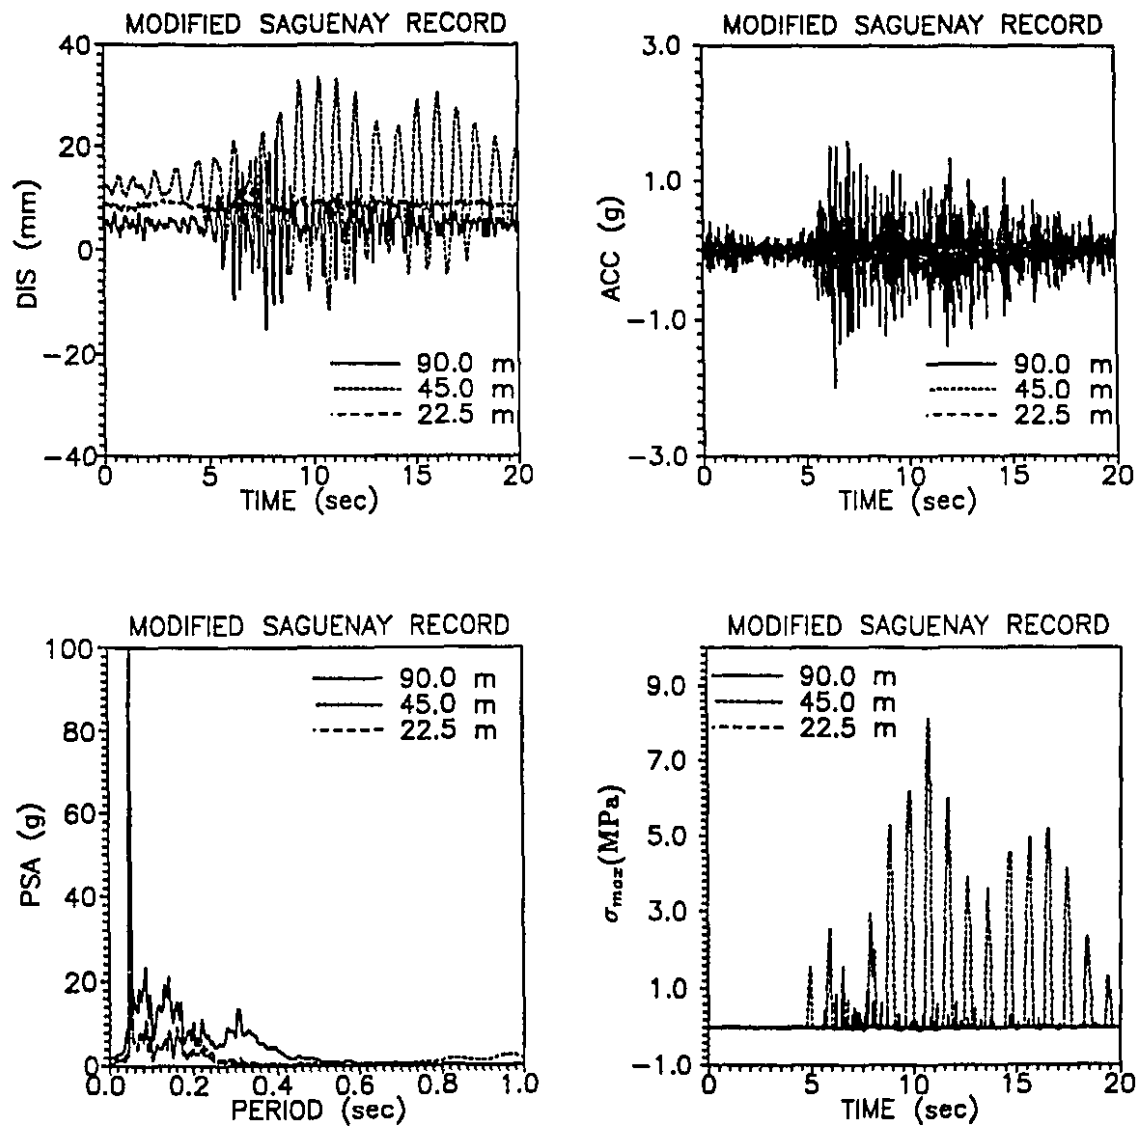 MODIFIED SAGUENAY RECORD
40
20
0
−20
−40
DIS (mm)
90.0 m
45.0 m
22.5 m
0 5 10 15 20
TIME (sec)
MODIFIED SAGUENAY RECORD
3.0
1.0
−1.0
−3.0
ACC (g)
90.0 m
45.0 m
22.5 m
0 5 10 15 20
TIME (sec)
MODIFIED SAGUENAY RECORD
100
80
60
40
20
0
PSA (g)
90.0 m
45.0 m
22.5 m
0.0 0.2 0.4 0.6 0.8 1.0
PERIOD (sec)
MODIFIED SAGUENAY RECORD
9.0
7.0
5.0
3.0
1.0
−1.0
σmax(MPa)
90.0 m
45.0 m
22.5 m
0 5 10 15 20
TIME (sec)